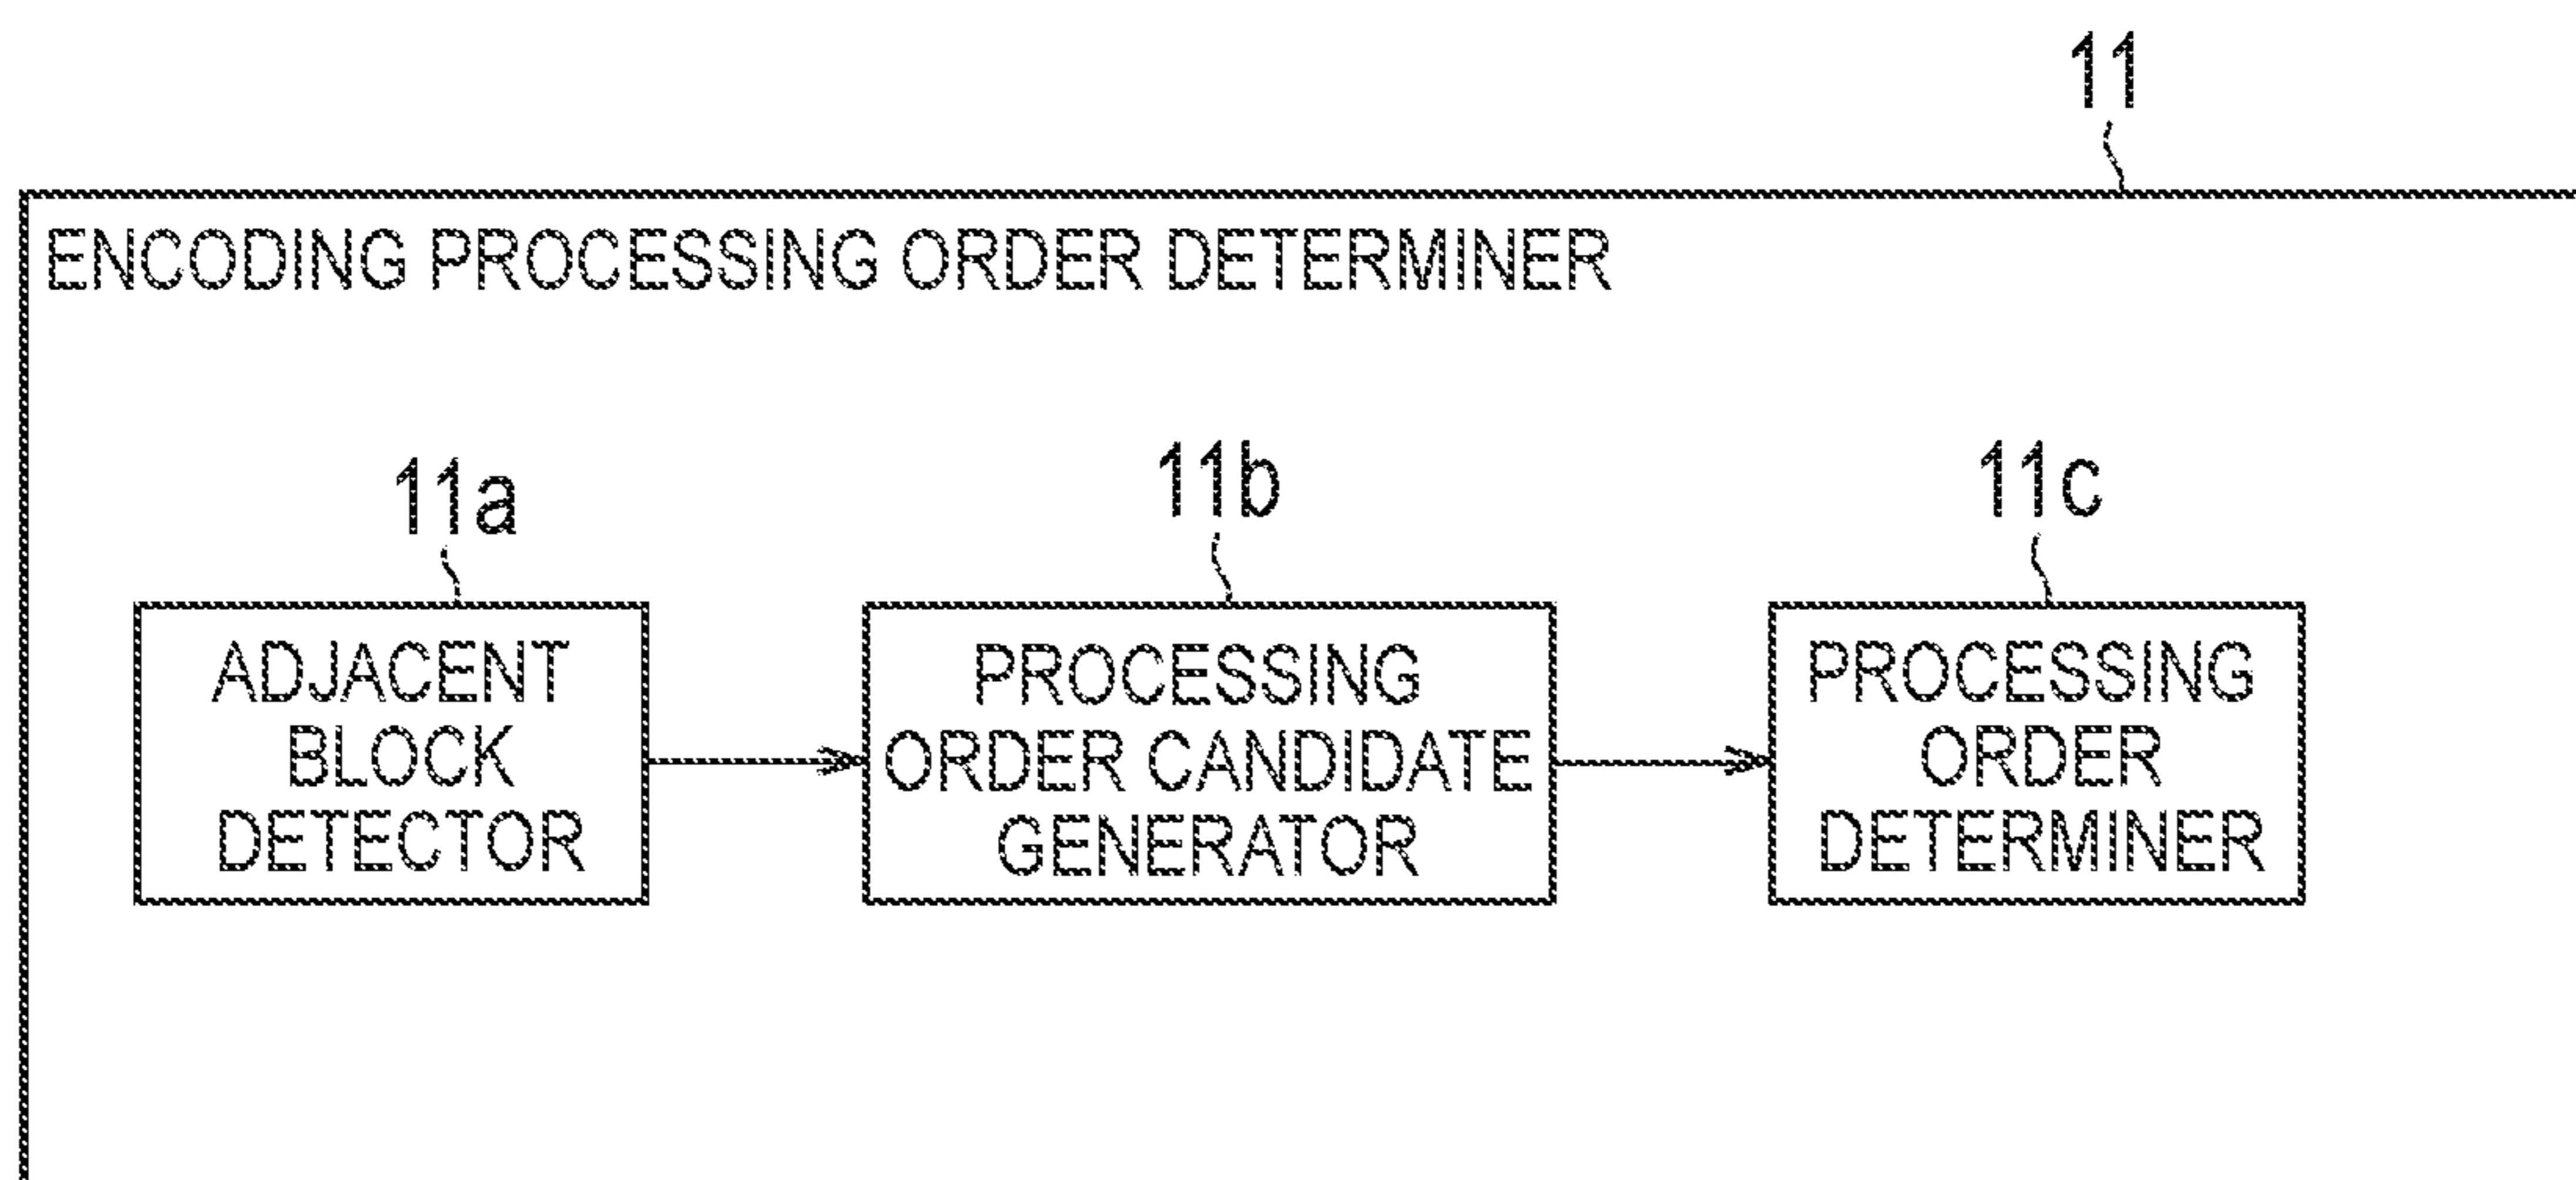 11
ENCODING PROCESSING ORDER DETERMINER
11a
11b
11c
ADJACENT
BLOCK
DETECTOR
PROCESSING
ORDER CANDIDATE
GENERATOR
PROCESSING
ORDER
DETERMINER